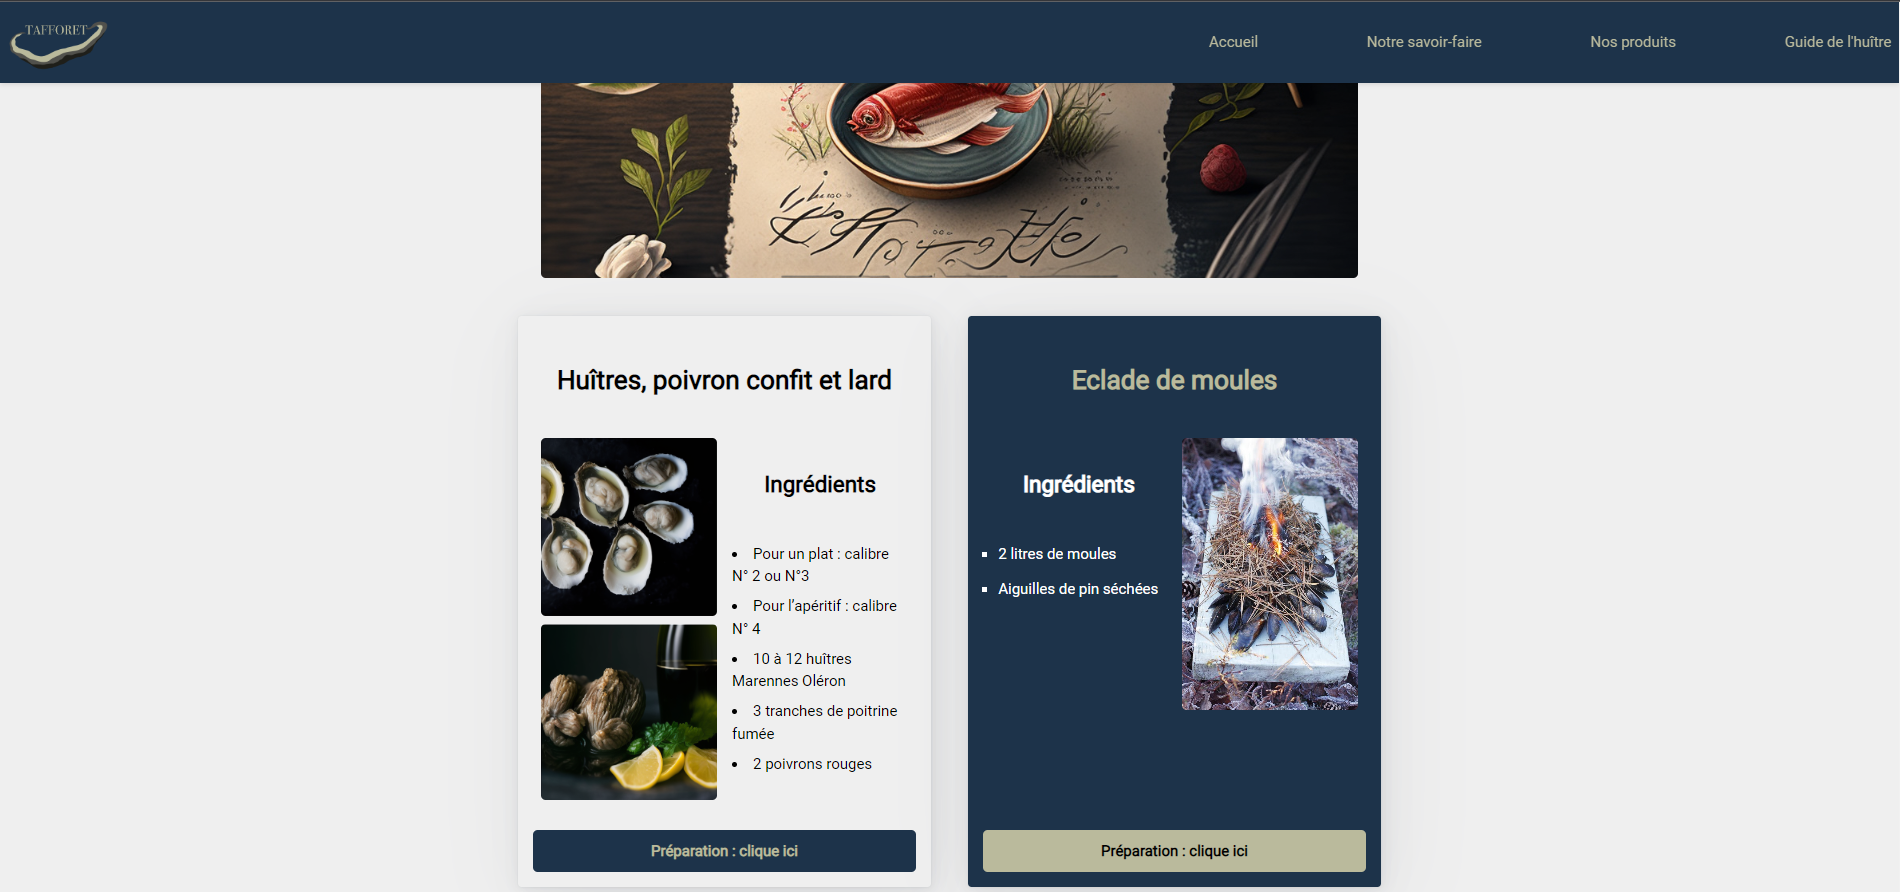 TAFFORET
Accueil
Notre savoir-faire
Nos produits
Guide de l'huître
Huîtres, poivron confit et lard
Ingrédients
Pour un plat : calibre
N° 2 ou N°3
Pour l’apéritif : calibre
N° 4
10 à 12 huîtres
Marennes Oléron
3 tranches de poitrine
fumée
2 poivrons rouges
Préparation : clique ici
Eclade de moules
Ingrédients
2 litres de moules
Aiguilles de pin séchées
Préparation : clique ici